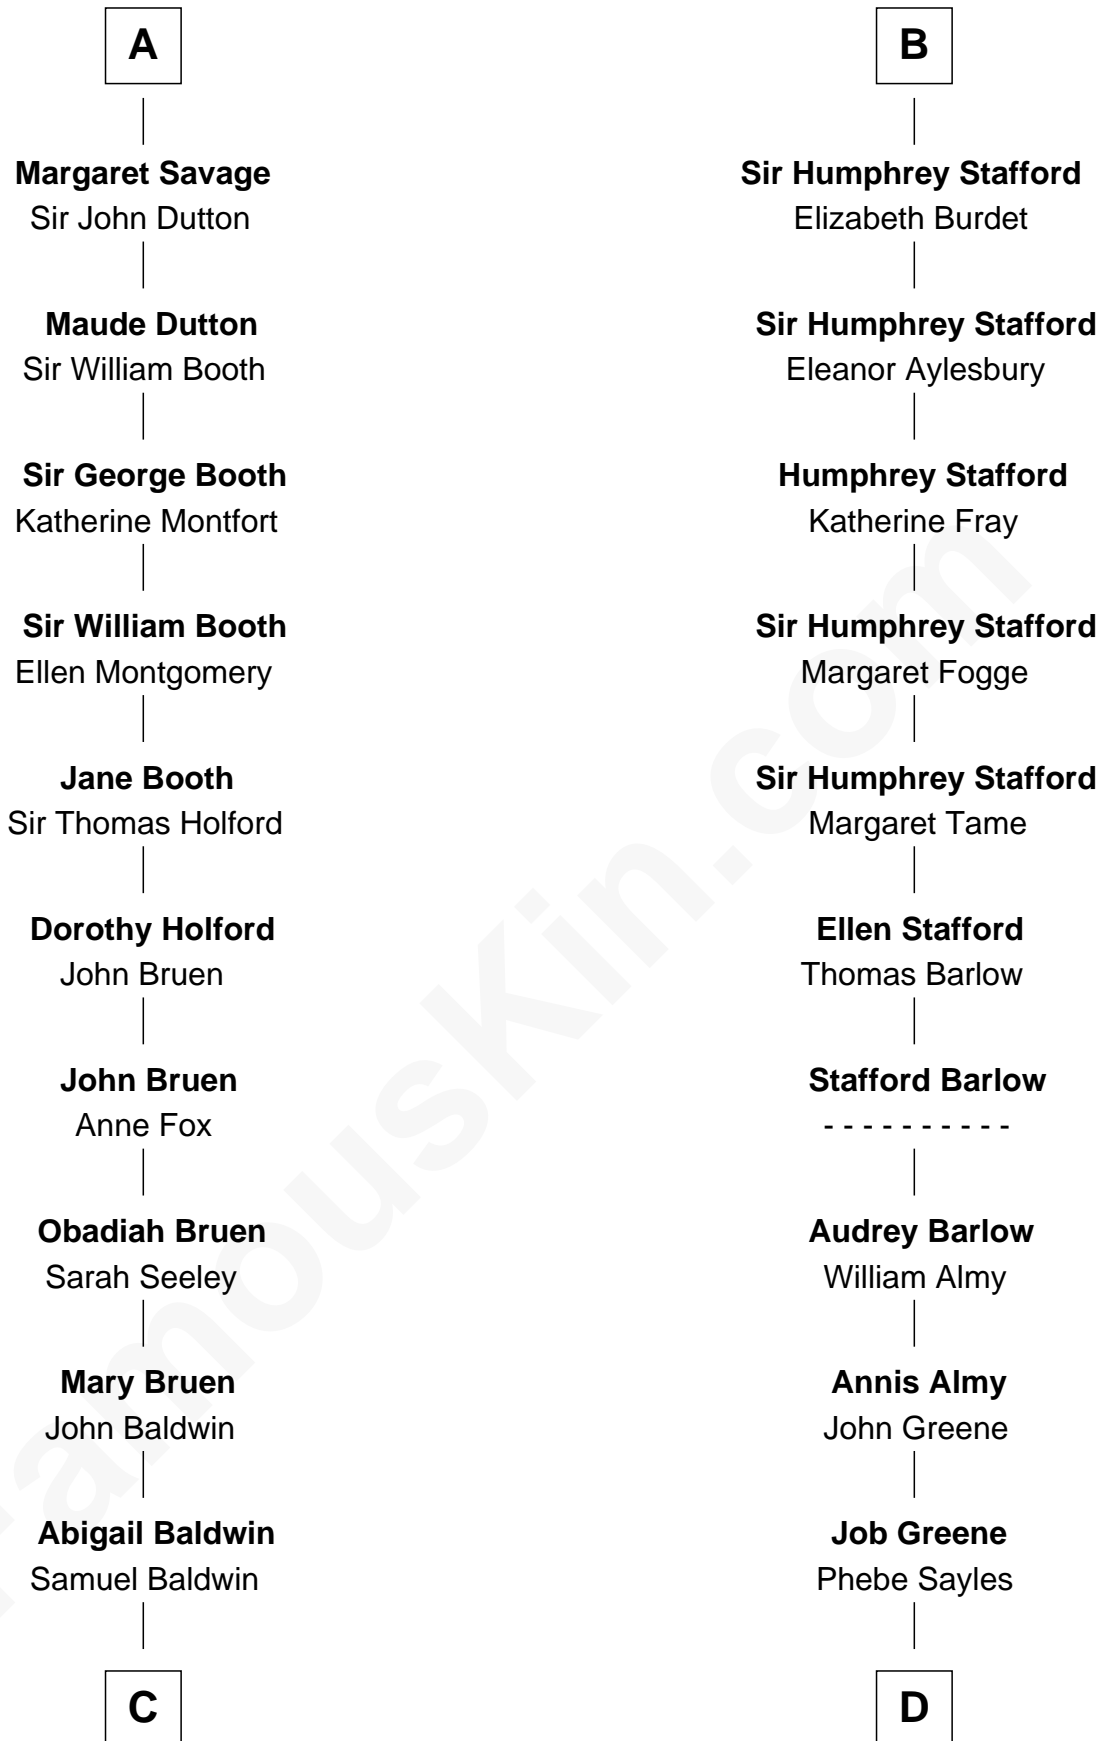 A
Margaret Savage
Sir John Dutton
Maude Dutton
Sir William Booth
Sir George Booth
Katherine Montfort
Sir William Booth
Ellen Montgomery
Jane Booth
Sir Thomas Holford
Dorothy Holford
John Bruen
John Bruen
Anne Fox
Obadiah Bruen
Sarah Seeley
Mary Bruen
John Baldwin
Abigail Baldwin
Samuel Baldwin
C
B
Sir Humphrey Stafford
Elizabeth Burdet
Sir Humphrey Stafford
Eleanor Aylesbury
Humphrey Stafford
Katherine Fray
Sir Humphrey Stafford
Margaret Fogge
Sir Humphrey Stafford
Margaret Tame
Ellen Stafford
Thomas Barlow
Stafford Barlow
- - - - - - - - - -
Audrey Barlow
William Almy
Annis Almy
John Greene
Job Greene
Phebe Sayles
D
FamousKin.com